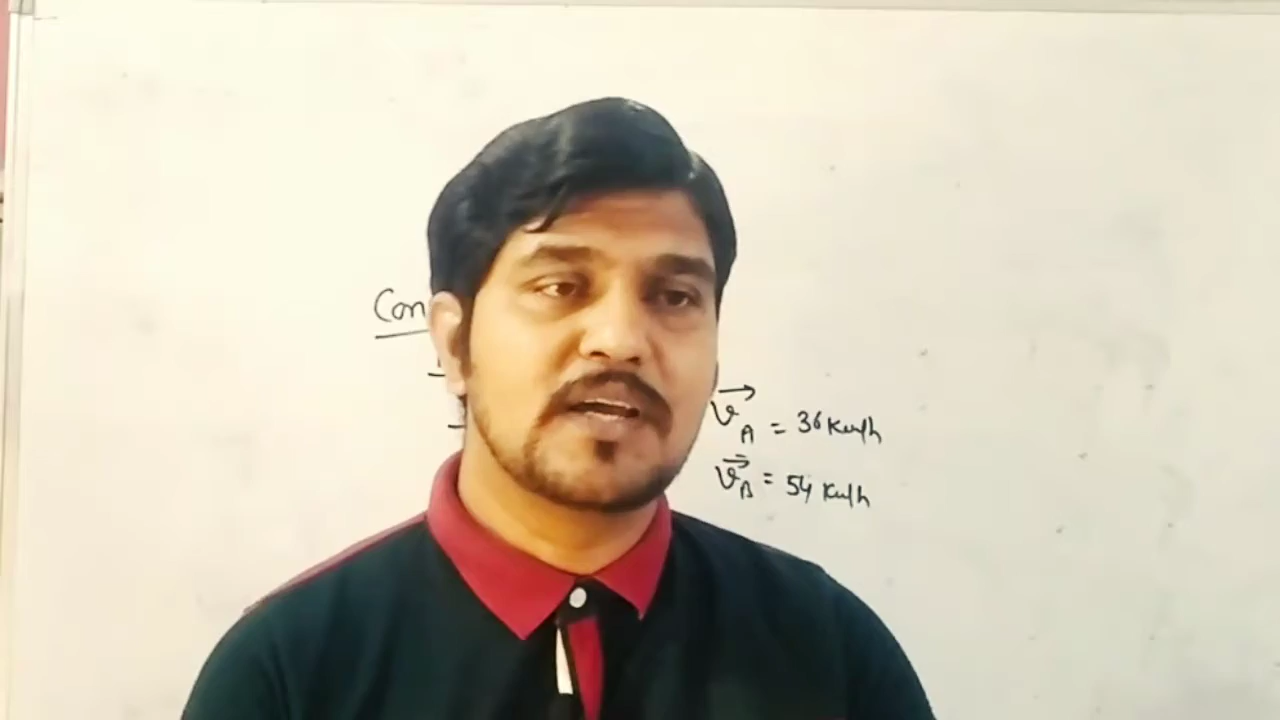 Con
v⃗A = 36 Km/h
v⃗B = 54 Km/h